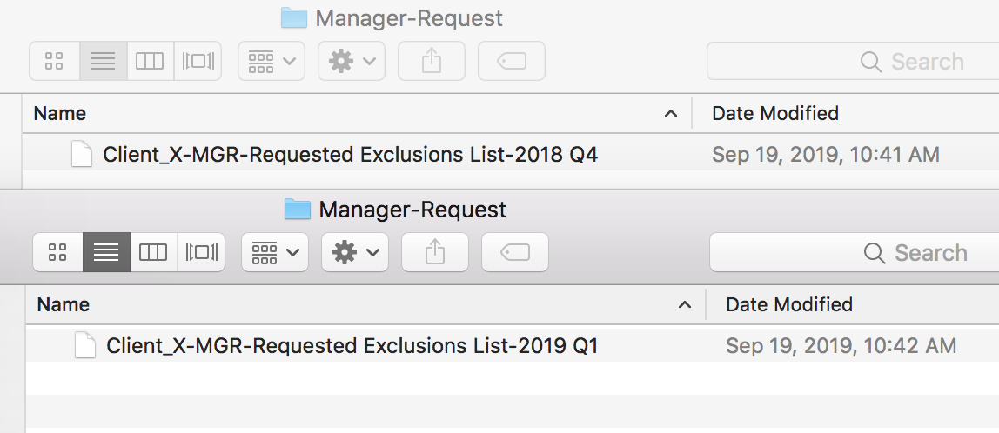 Manager-Request
Search
Name Date Modified
Client_X-MGR-Requested Exclusions List-2018 Q4 Sep 19, 2019, 10:41 AM
Manager-Request
Search
Name Date Modified
Client_X-MGR-Requested Exclusions List-2019 Q1 Sep 19, 2019, 10:42 AM